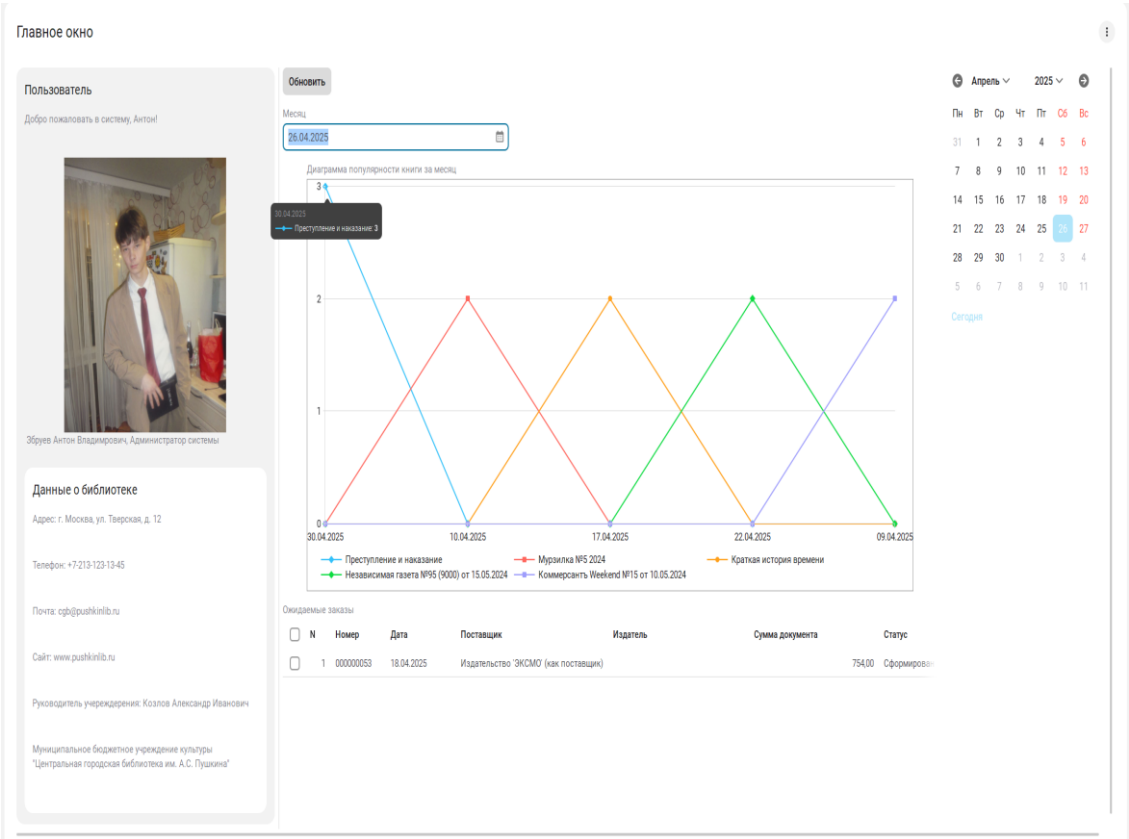 Главное окно
Пользователь
Добро пожаловать в систему, Антон!
Збруев Антон Владимирович, Администратор системы
Данные о библиотеке
Адрес: г. Москва, ул. Тверская, д. 12
Телефон: +7-213-123-13-45
Почта: cgb@pushkinlib.ru
Сайт: www.pushkinlib.ru
Руководитель учереждерения: Козлов Александр Иванович
Муниципальное бюджетное учреждение культуры
"Центральная городская библиотека им. А.С. Пушкина"
Обновить
Месяц
26.04.2025
Диаграмма популярности книги за месяц
3
30.04.2025
Преступление и наказание: 3
2
1
0
30.04.2025 10.04.2025 17.04.2025 22.04.2025 09.04.2025
Преступление и наказание Мурзилка №5 2024 Краткая история времени
Независимая газета №95 (9000) от 15.05.2024 Коммерсантъ Weekend №15 от 10.05.2024
Ожидаемые заказы
N Номер Дата Поставщик Издатель Сумма документа Статус
1 000000053 18.04.2025 Издательство 'ЭКСМО' (как поставщик) 754,00 Сформирован
Апрель 2025
Пн Вт Ср Чт Пт Сб Вс
31 1 2 3 4 5 6
7 8 9 10 11 12 13
14 15 16 17 18 19 20
21 22 23 24 25 26 27
28 29 30 1 2 3 4
5 6 7 8 9 10 11
Сегодня